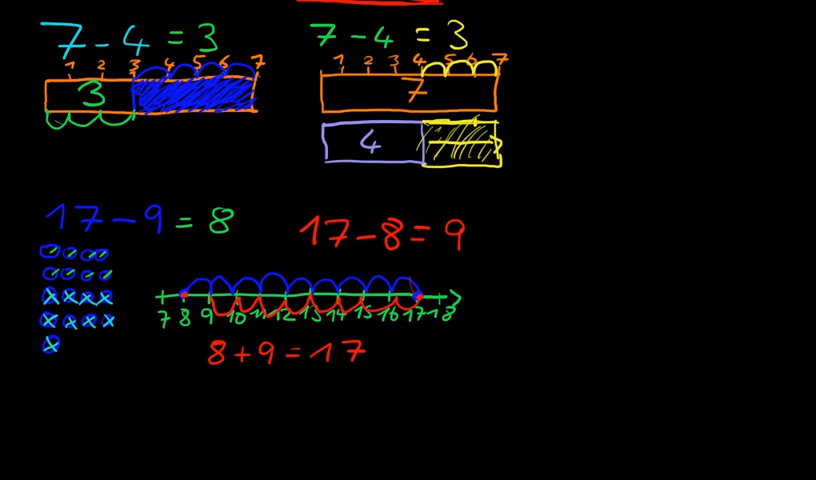 7 - 4 = 3
1 2 3 4 5 6 7
3
7 - 4 = 3
1 2 3 4 5 6 7
7
4
17 - 9 = 8
17 - 8 = 9
7 8 9 10 11 12 13 14 15 16 17 18
8 + 9 = 17